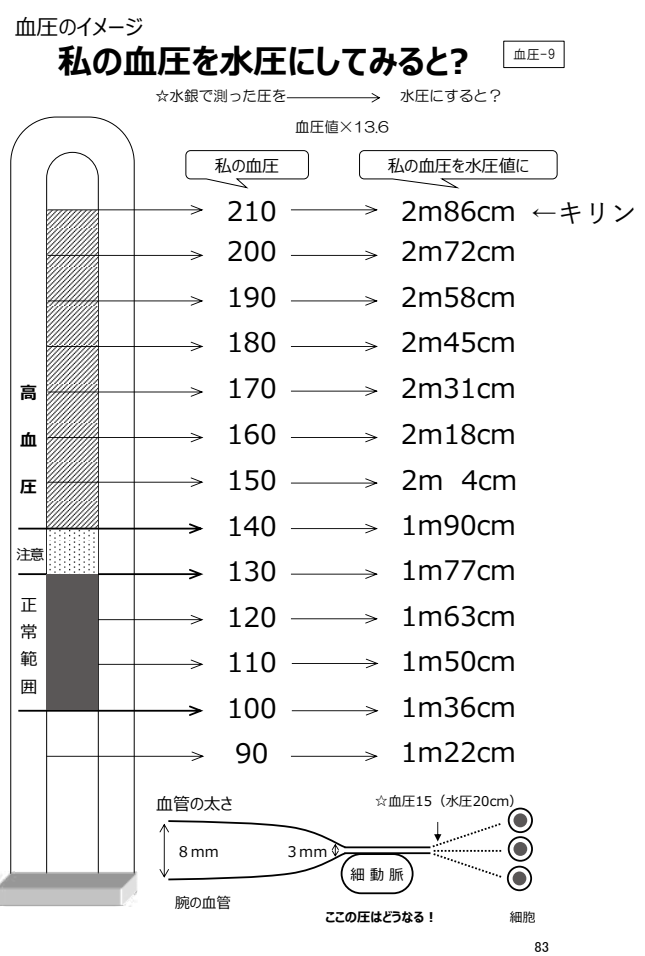 血圧のイメージ
私の血圧を水圧にしてみると?
血圧-9
☆水銀で測った圧を 水圧にすると?
血圧値×13.6
私の血圧 私の血圧を水圧値に
210 2m86cm ←キリン
200 2m72cm
190 2m58cm
180 2m45cm
170 2m31cm
160 2m18cm
150 2m 4cm
140 1m90cm
130 1m77cm
120 1m63cm
110 1m50cm
100 1m36cm
90 1m22cm
高血圧
注意
正常範囲
血管の太さ ☆血圧15（水圧20cm）
8mm 3mm
細動脈
腕の血管 ここの圧はどうなる! 細胞
83